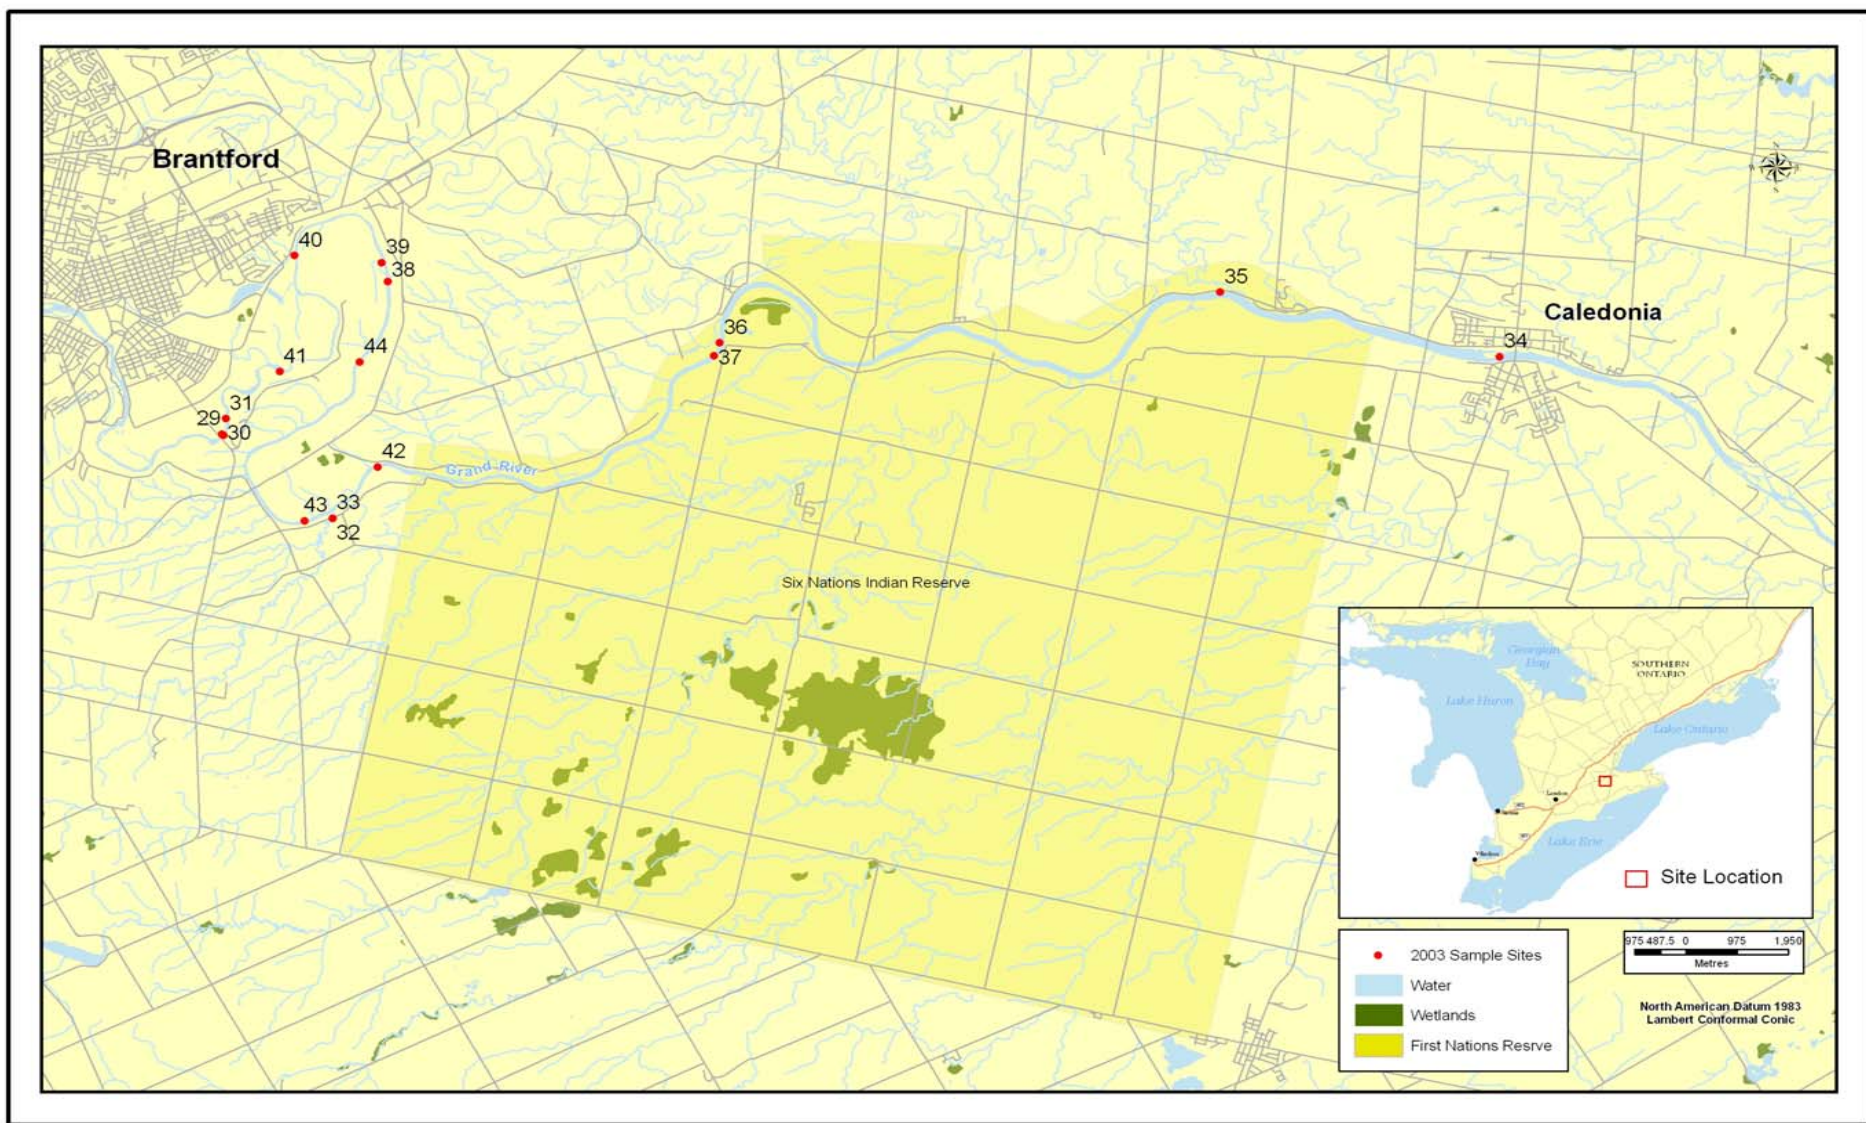 Brantford
40
39
38
35
Caledonia
36
37
34
41
44
31
29
30
42
Grand River
43
33
32
Six Nations Indian Reserve
Georgian
Bay
SOUTHERN
ONTARIO
Lake Huron
Lake Ontario
London
Lake Erie
Site Location
2003 Sample Sites
Water
Wetlands
First Nations Resrve
975 487.5 0 975 1,950
Metres
North American Datum 1983
Lambert Conformal Conic